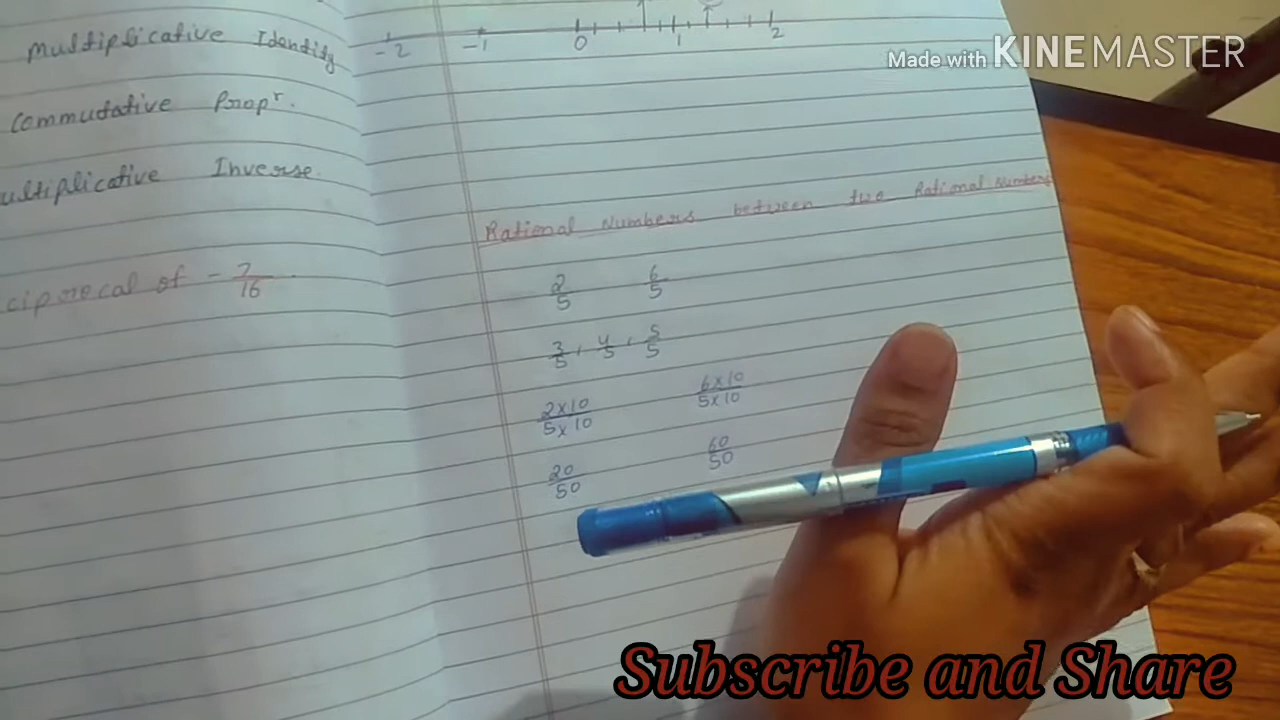 Multiplicative Identity
Commutative Propr.
ultiplicative Inverse.
ciprocal of - 7/16.
-2 -1 0 1 2
Made with KINEMASTER
Rational Numbers between two Rational Numbers
2/5 6/5
3/5, 4/5, 5/5
2x10/5x10 6x10/5x10
20/50 60/50
Subscribe and Share